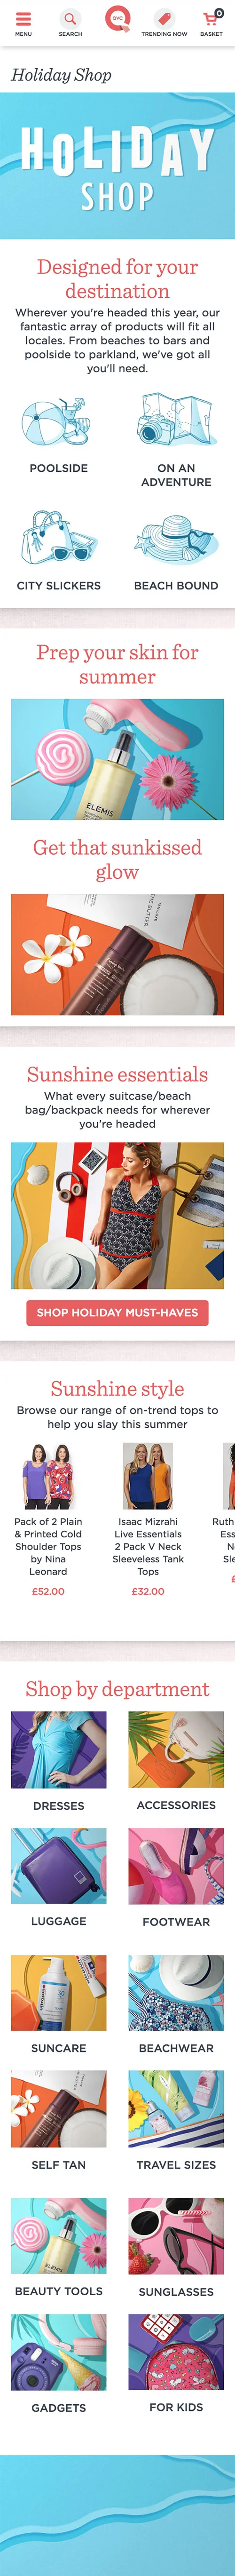 MENU
SEARCH
QVC
TRENDING NOW
0
BASKET
Holiday Shop
HOLIDAY
SHOP
Designed for your
destination
Wherever you're headed this year, our
fantastic array of products will fit all
locales. From beaches to bars and
poolside to parkland, we've got all
you'll need.
POOLSIDE
ON AN
ADVENTURE
CITY SLICKERS
BEACH BOUND
Prep your skin for
summer
ELEMIS
Get that sunkissed
glow
Sunshine essentials
What every suitcase/beach
bag/backpack needs for wherever
you're headed
SHOP HOLIDAY MUST-HAVES
Sunshine style
Browse our range of on-trend tops to
help you slay this summer
Pack of 2 Plain
& Printed Cold
Shoulder Tops
by Nina
Leonard
£52.00
Isaac Mizrahi
Live Essentials
2 Pack V Neck
Sleeveless Tank
Tops
£32.00
Ruth
Ess
N
Sle
£
Shop by department
DRESSES
ACCESSORIES
LUGGAGE
FOOTWEAR
SUNCARE
BEACHWEAR
SELF TAN
TRAVEL SIZES
ELEMIS
BEAUTY TOOLS
SUNGLASSES
GADGETS
FOR KIDS